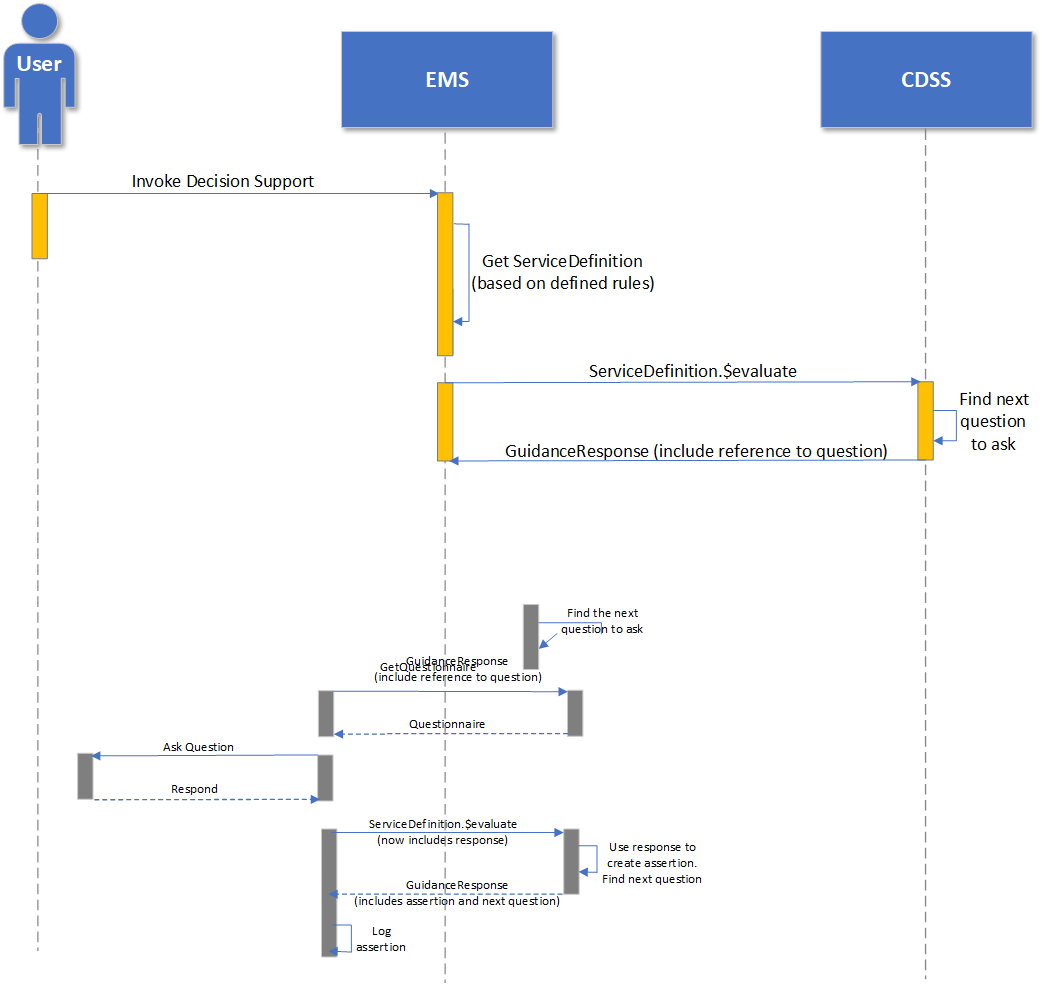 User
EMS
CDSS
Invoke Decision Support
Get ServiceDefinition
(based on defined rules)
ServiceDefinition.$evaluate
Find next
question
to ask
GuidanceResponse (include reference to question)
Find the next
question to ask
GuidanceResponse
GetQuestionnaire
(include reference to question)
Questionnaire
Ask Question
Respond
ServiceDefinition.$evaluate
(now includes response)
Use response to
create assertion.
Find next question
GuidanceResponse
(includes assertion and next question)
Log
assertion